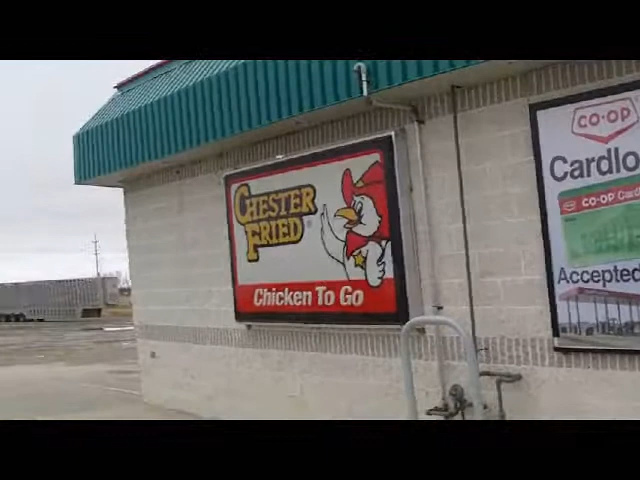 CHESTER
FRIED
Chicken To Go
CO-OP
Cardlo
CO-OP Card
Accepted